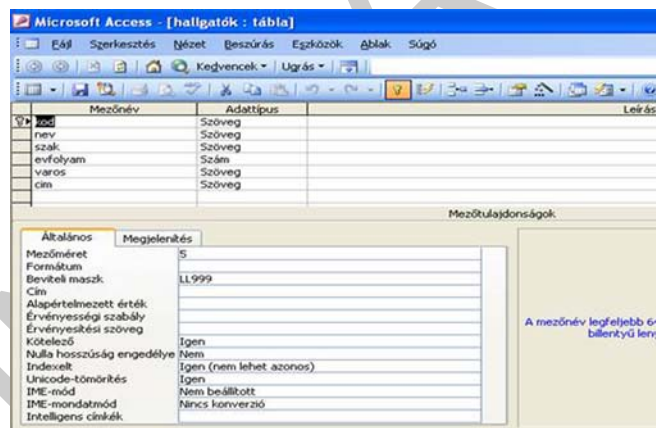 Microsoft Access - [hallgatók : tábla]
Fájl Szerkesztés Nézet Beszúrás Eszközök Ablak Súgó
Kedvencek Ugrás
Mezőnév Adattípus Leírás
kod Szöveg
nev Szöveg
szak Szöveg
evfolyam Szám
varos Szöveg
cim Szöveg
Mezőtulajdonságok
Általános Megjelenítés
Mezőméret 5
Formátum
Beviteli maszk LL999
Cím
Alapértelmezett érték
Érvényességi szabály
Érvényesítési szöveg
Kötelező Igen
Nulla hosszúság engedélye Nem
Indexelt Igen (nem lehet azonos)
Unicode-tömörítés Igen
IME-mód Nem beállított
IME-mondatmód Nincs konverzió
Intelligens címkék
A mezőnév legfeljebb
billentyű